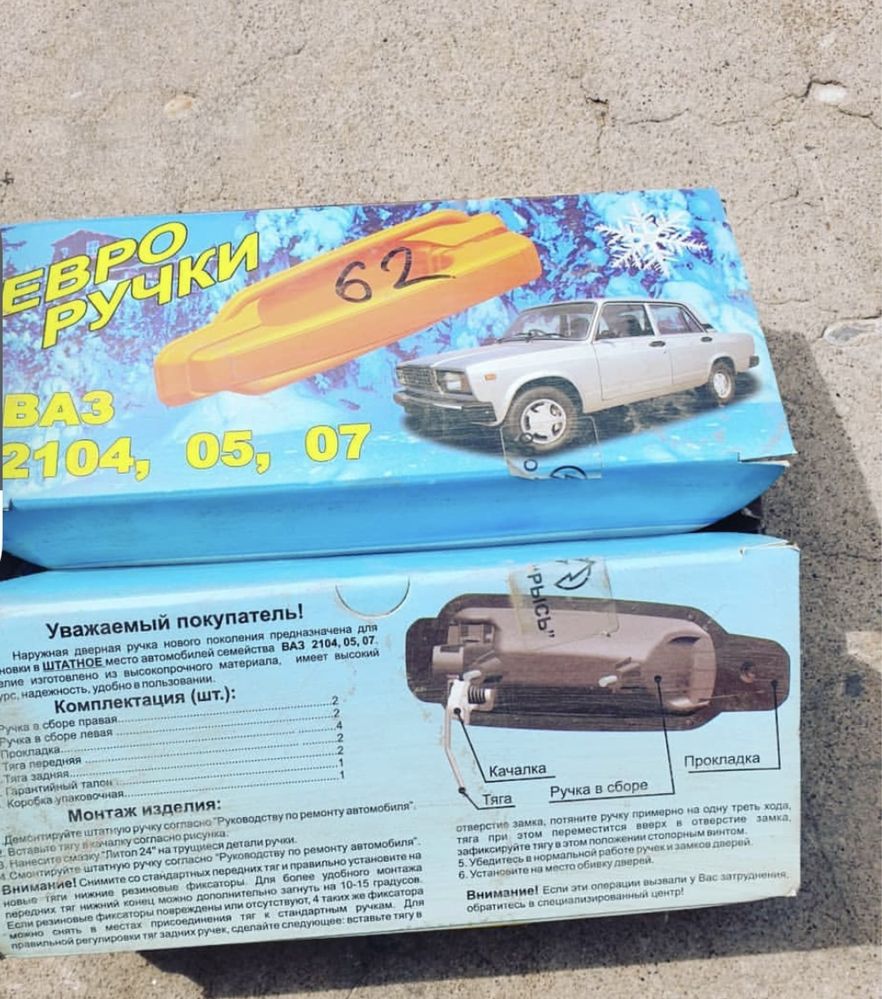 ЕВРО
РУЧКИ
62
ВАЗ
2104, 05, 07
"РЫСЬ"
Уважаемый покупатель!
Наружная дверная ручка нового поколения предназначена для
новки в ШТАТНОЕ место автомобилей семейства ВАЗ 2104, 05, 07.
елие изготовлено из высокопрочного материала, имеет высокий
урс, надежность, удобно в пользовании.
Комплектация (шт.):
Ручка в сборе правая 2
Ручка в сборе левая 2
Прокладка 4
Тяга передняя 2
Тяга задняя 2
Гарантийный талон 1
Коробка упаковочная 1
Монтаж изделия:
Демонтируйте штатную ручку согласно "Руководству по ремонту автомобиля".
2. Вставьте тягу в качалку согласно рисунка.
3. Нанесите смазку "Литол 24" на трущиеся детали ручки.
4. Смонтируйте штатную ручку согласно "Руководству по ремонту автомобиля".
Внимание! Снимите со стандартных передних тяг и правильно установите на
новые тяги нижние резиновые фиксаторы. Для более удобного монтажа
передних тяг нижний конец можно дополнительно загнуть на 10-15 градусов.
Если резиновые фиксаторы повреждены или отсутствуют, 4 таких же фиксатора
можно снять в местах присоединения тяг к стандартным ручкам. Для
правильной регулировки тяг задних ручек, сделайте следующее: вставьте тягу в
Качалка
Тяга
Ручка в сборе
Прокладка
отверстие замка, потяните ручку примерно на одну треть хода,
тяга при этом переместится вверх в отверстие замка,
зафиксируйте тягу в этом положении стопорным винтом.
5. Убедитесь в нормальной работе ручек и замков дверей.
6. Установите на место обивку дверей.
Внимание! Если эти операции вызвали у Вас затруднения,
обратитесь в специализированный центр!